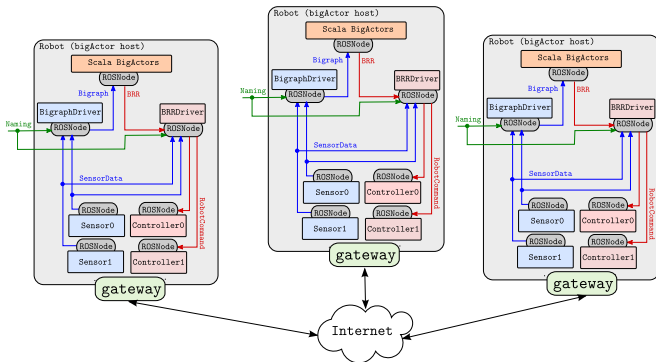 Robot (bigActor host)
Scala BigActors
ROSNode
Bigraph
BRR
BigraphDriver
BRRDriver
Naming
ROSNode
ROSNode
SensorData
RobotCommand
ROSNode
ROSNode
Sensor0
Controller0
ROSNode
ROSNode
Sensor1
Controller1
gateway
Robot (bigActor host)
Scala BigActors
ROSNode
Bigraph
BRR
BigraphDriver
BRRDriver
Naming
ROSNode
ROSNode
SensorData
RobotCommand
ROSNode
ROSNode
Sensor0
Controller0
ROSNode
ROSNode
Sensor1
Controller1
gateway
Robot (bigActor host)
Scala BigActors
ROSNode
Bigraph
BRR
BigraphDriver
BRRDriver
Naming
ROSNode
ROSNode
SensorData
RobotCommand
ROSNode
ROSNode
Sensor0
Controller0
ROSNode
ROSNode
Sensor1
Controller1
gateway
Internet